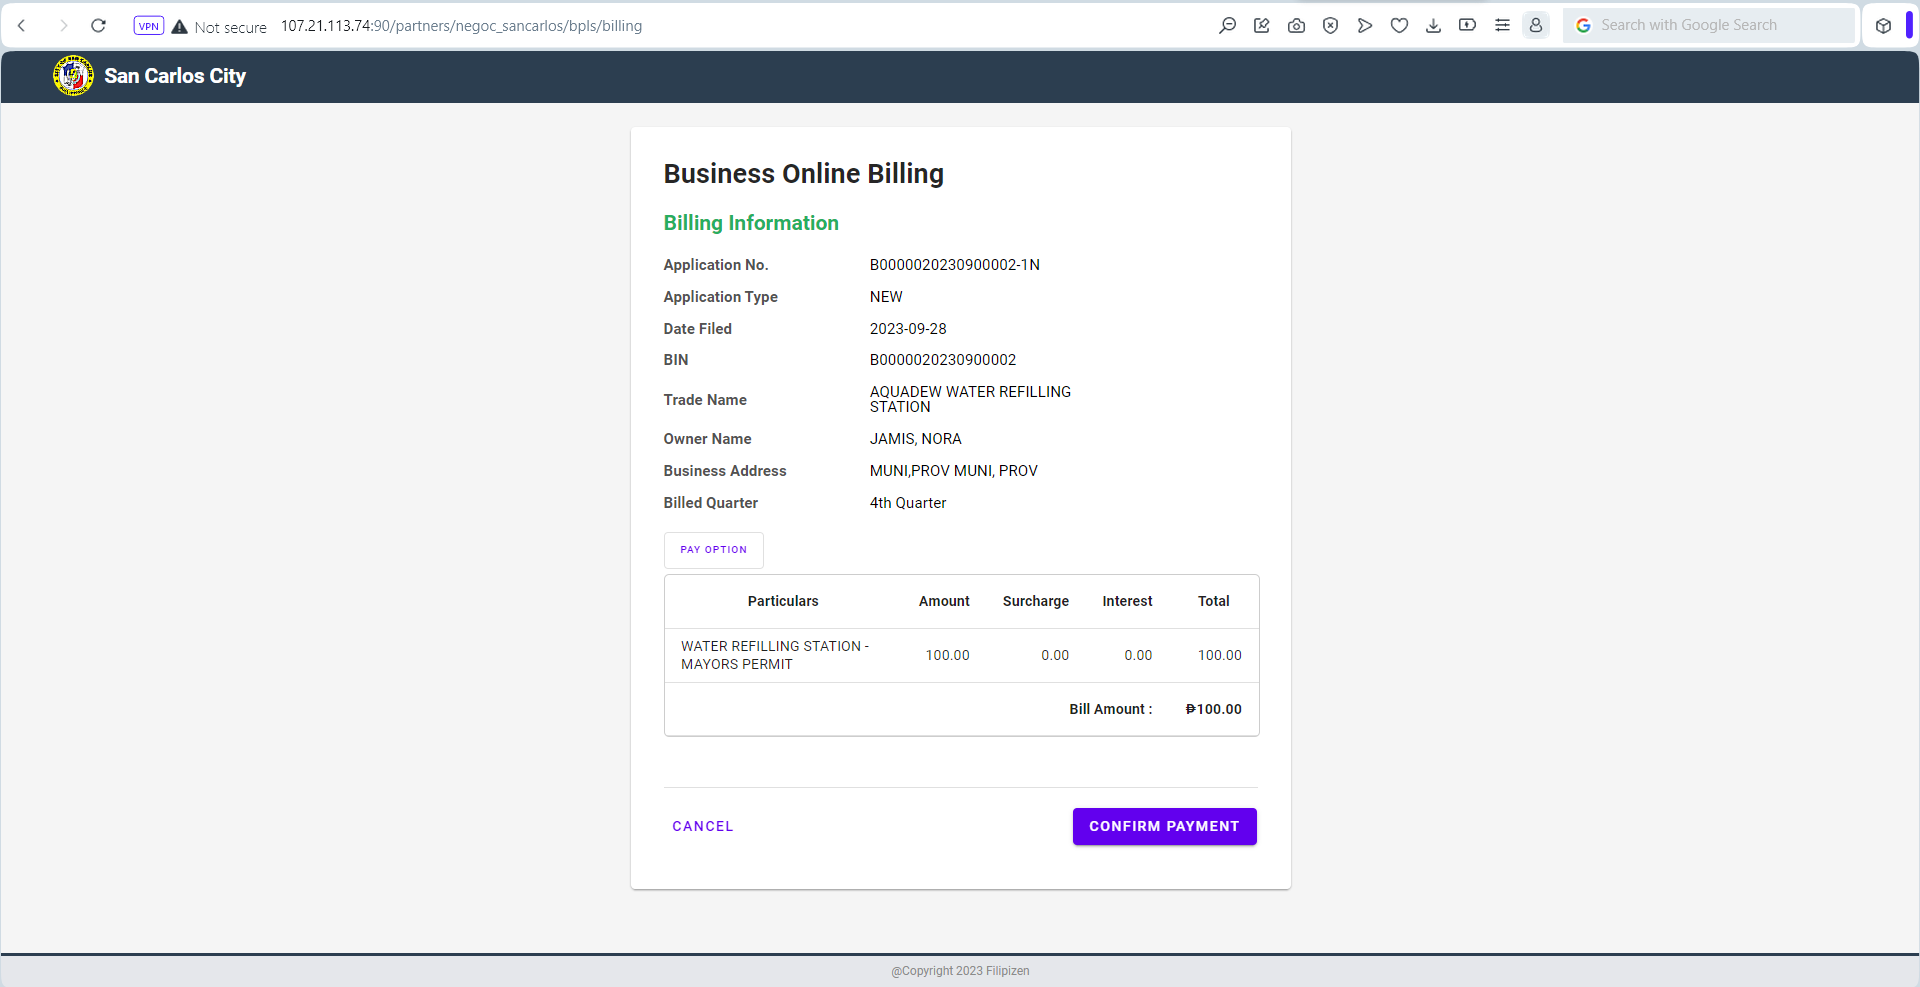 VPN
Not secure
107.21.113.74:90/partners/negoc_sancarlos/bpls/billing
Search with Google Search
San Carlos City
Business Online Billing
Billing Information
Application No. B0000020230900002-1N
Application Type NEW
Date Filed 2023-09-28
BIN B0000020230900002
Trade Name AQUADEW WATER REFILLING
STATION
Owner Name JAMIS, NORA
Business Address MUNI,PROV MUNI, PROV
Billed Quarter 4th Quarter
PAY OPTION
Particulars Amount Surcharge Interest Total
WATER REFILLING STATION -
MAYORS PERMIT 100.00 0.00 0.00 100.00
Bill Amount : ₱100.00
CANCEL CONFIRM PAYMENT
@Copyright 2023 Filipizen